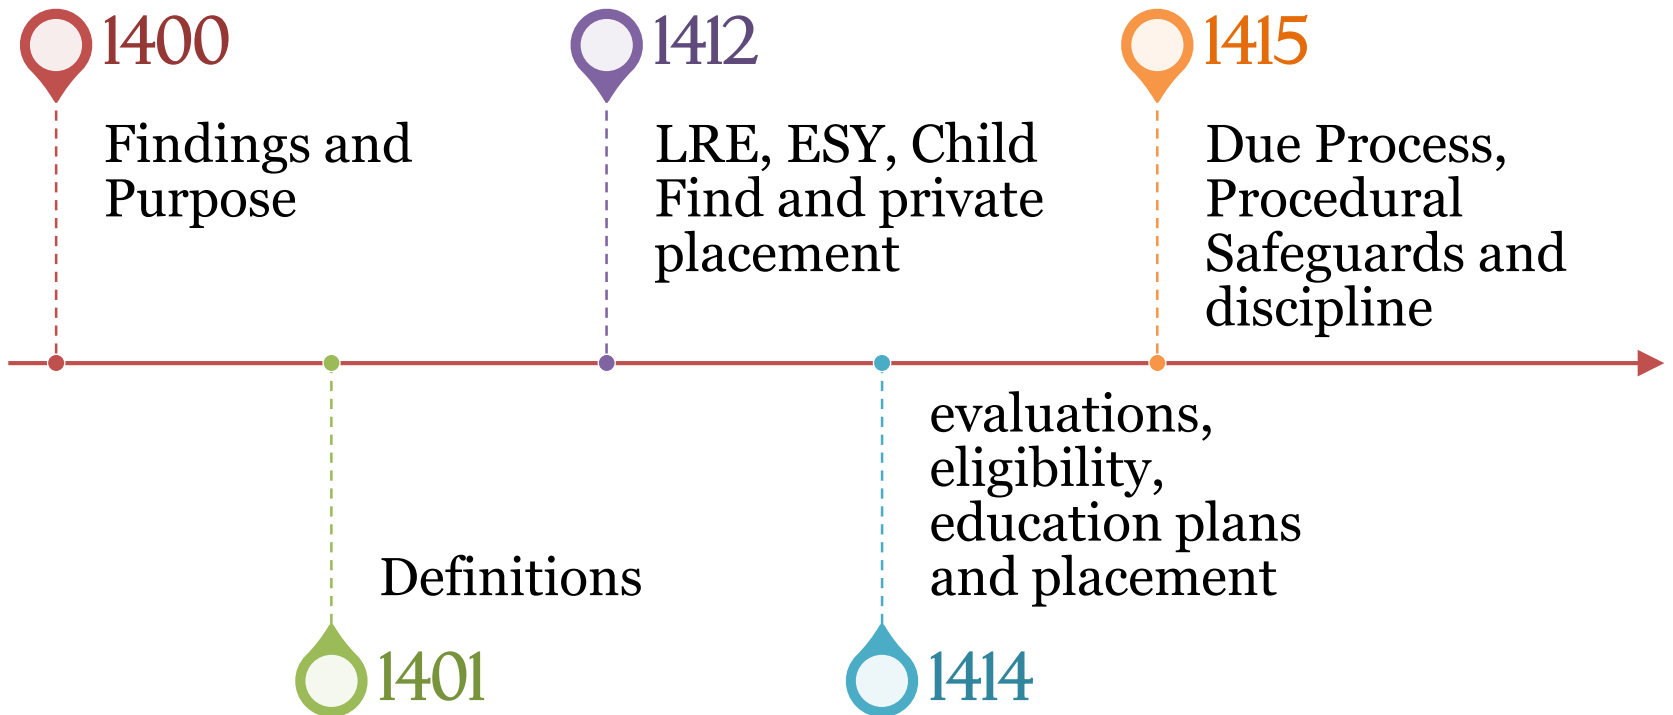 1400
Findings and
Purpose
1401
Definitions
1412
LRE, ESY, Child
Find and private
placement
1414
evaluations,
eligibility,
education plans
and placement
1415
Due Process,
Procedural
Safeguards and
discipline